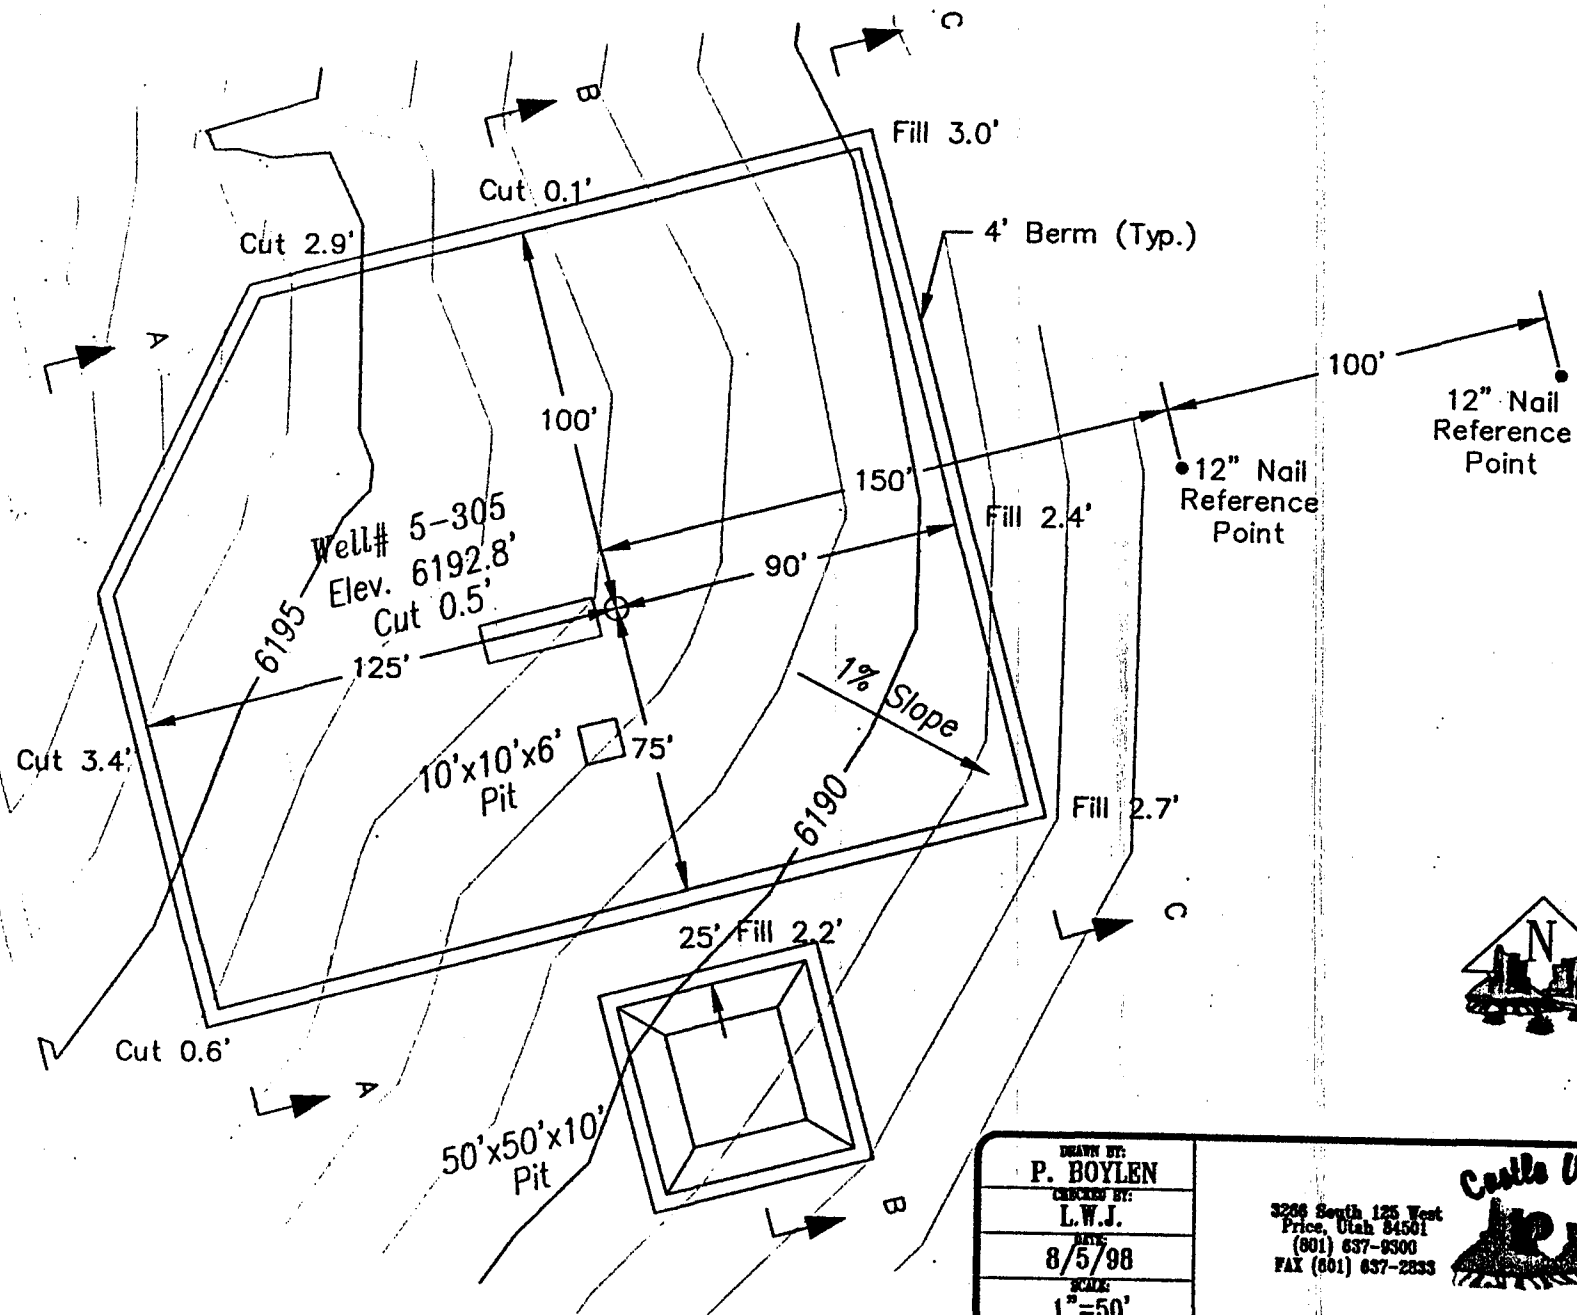 C
B
Fill 3.0'
Cut 0.1'
Cut 2.9'
4' Berm (Typ.)
A
100'
100'
12" Nail
Reference
Point
150'
12" Nail
Reference
Point
Fill 2.4'
Well# 5-305
Elev. 6192.8'
Cut 0.5'
90'
6195
125'
1% Slope
Cut 3.4'
10'x10'x6'
Pit
75'
6190
Fill 2.7'
C
25'
Fill 2.2'
N
Cut 0.6'
A
50'x50'x10'
Pit
B
DRAWN BY:
P. BOYLEN
CHECKED BY:
L.W.J.
DATE:
8/5/98
SCALE:
1"=50'
3266 South 125 West
Price, Utah 84501
(801) 637-9300
FAX (801) 637-2833
Castle